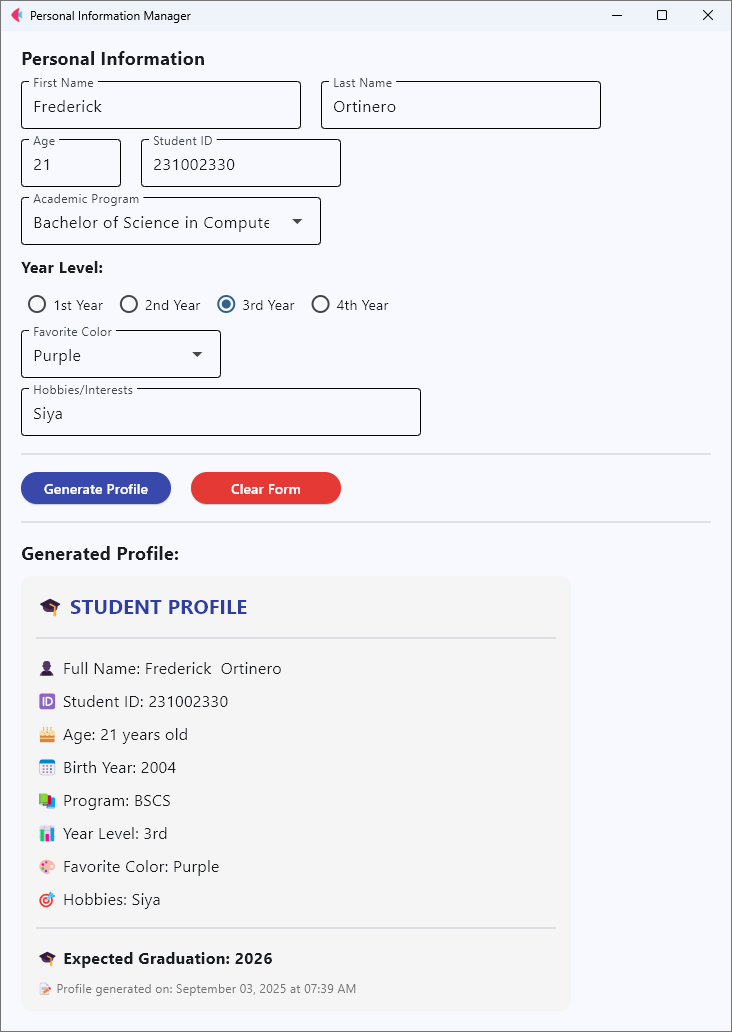 Personal Information Manager
Personal Information
First Name
Last Name
Frederick
Ortinero
Age
Student ID
21
231002330
Academic Program
Bachelor of Science in Compute
Year Level:
1st Year 2nd Year 3rd Year 4th Year
Favorite Color
Purple
Hobbies/Interests
Siya
Generate Profile Clear Form
Generated Profile:
🎓 STUDENT PROFILE
👤 Full Name: Frederick  Ortinero
🆔 Student ID: 231002330
🎂 Age: 21 years old
📅 Birth Year: 2004
📚 Program: BSCS
📊 Year Level: 3rd
🎨 Favorite Color: Purple
🎯 Hobbies: Siya
🎓 Expected Graduation: 2026
📝 Profile generated on: September 03, 2025 at 07:39 AM